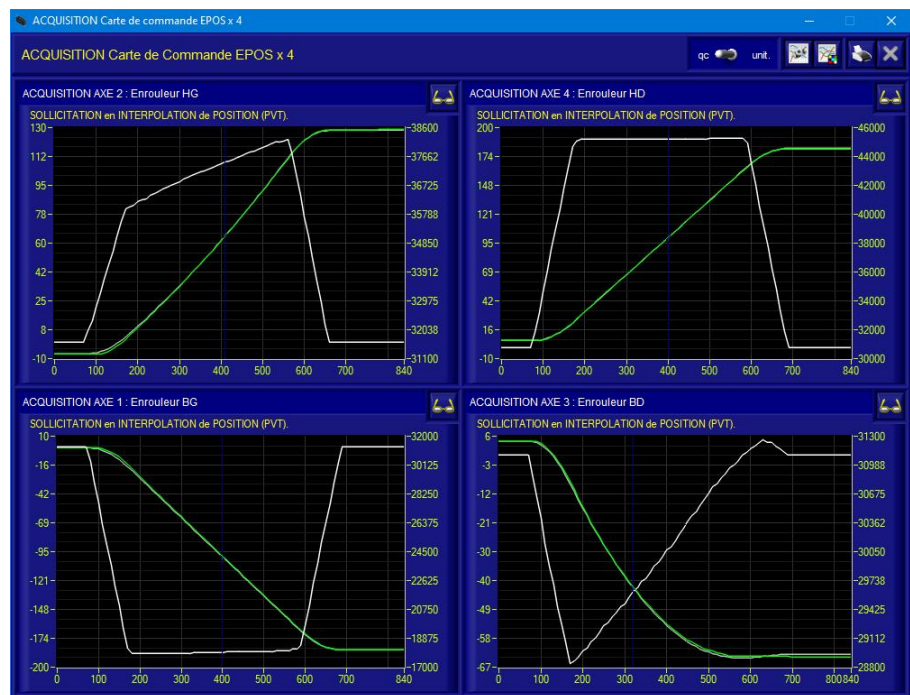 ACQUISITION Carte de commande EPOS x 4
ACQUISITION Carte de Commande EPOS x 4
qc unit.
ACQUISITION AXE 2 : Enrouleur HG
SOLLICITATION en INTERPOLATION de POSITION (PVT).
130 38600
112 37662
95 36725
78 35788
60 34850
42 33912
25 32975
8 32038
-10 31100
0 100 200 300 400 500 600 700 840
ACQUISITION AXE 4 : Enrouleur HD
SOLLICITATION en INTERPOLATION de POSITION (PVT).
200 46000
174 44000
148 42000
121 40000
95 38000
69 36000
42 34000
16 32000
-10 30000
0 100 200 300 400 500 600 700 840
ACQUISITION AXE 1 : Enrouleur BG
SOLLICITATION en INTERPOLATION de POSITION (PVT).
10 32000
-16 30125
-42 28250
-69 26375
-95 24500
-121 22625
-148 20750
-174 18875
-200 17000
0 100 200 300 400 500 600 700 840
ACQUISITION AXE 3 : Enrouleur BD
SOLLICITATION en INTERPOLATION de POSITION (PVT).
6 31300
-3 30988
-12 30675
-21 30362
-30 30050
-40 29738
-49 29425
-58 29112
-67 28800
0 100 200 300 400 500 600 700 800 840